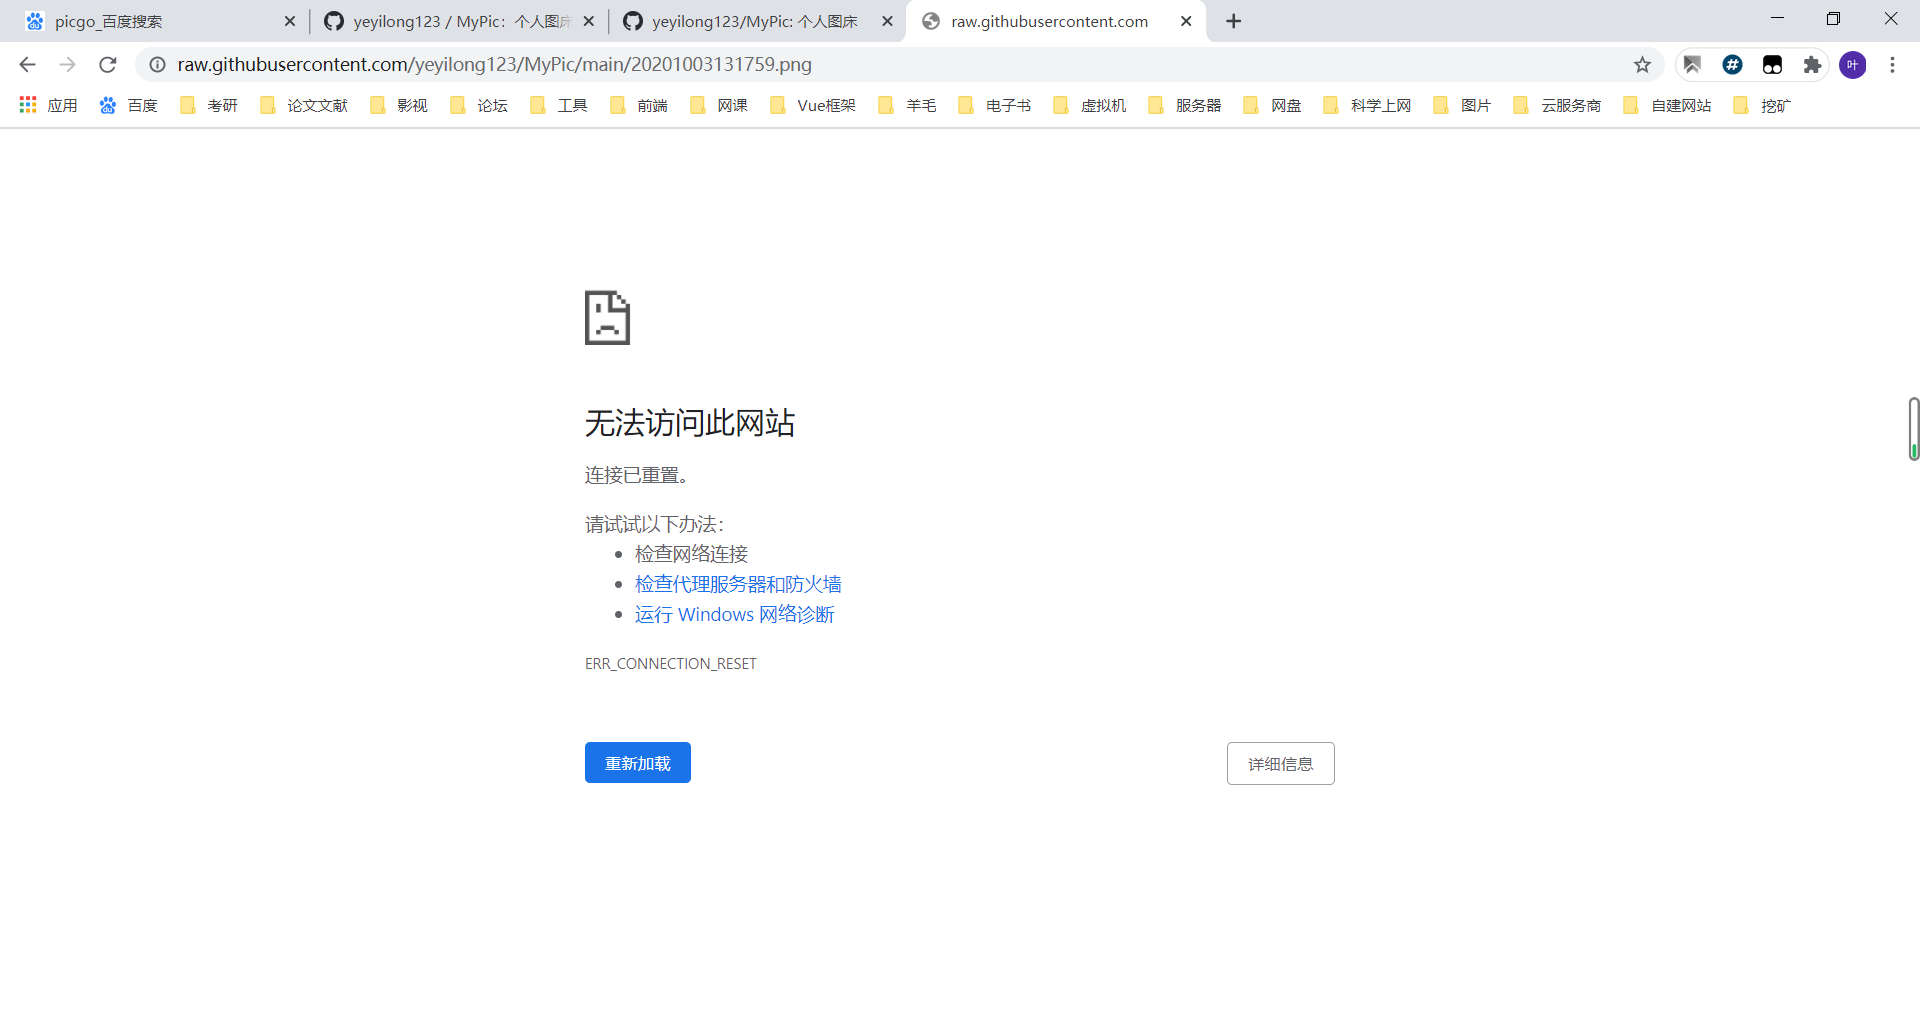 picgo_百度搜索
yeyilong123 / MyPic: 个人图床
yeyilong123/MyPic: 个人图床
raw.githubusercontent.com
raw.githubusercontent.com/yeyilong123/MyPic/main/20201003131759.png
叶
应用 百度 考研 论文文献 影视 论坛 工具 前端 网课 Vue框架 羊毛 电子书 虚拟机 服务器 网盘 科学上网 图片 云服务商 自建网站 挖矿
无法访问此网站
连接已重置。
请试试以下办法：
检查网络连接
检查代理服务器和防火墙
运行 Windows 网络诊断
ERR_CONNECTION_RESET
重新加载
详细信息